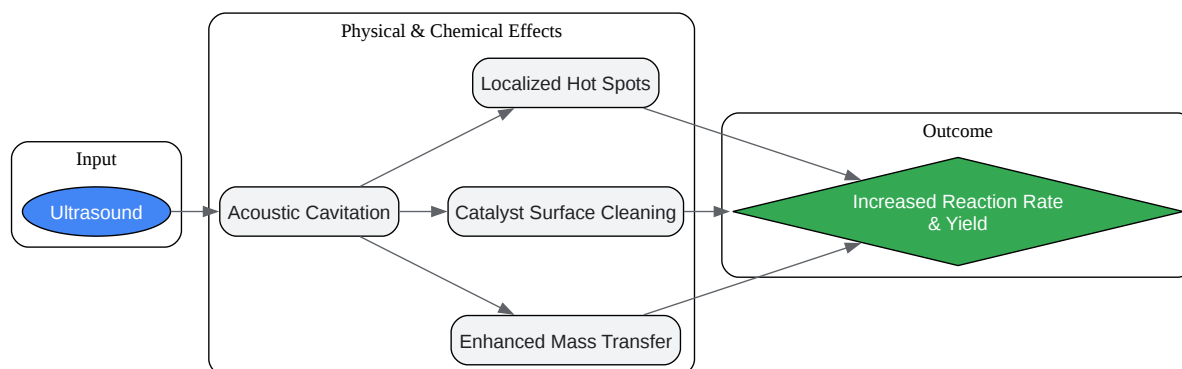 Physical & Chemical Effects
Localized Hot Spots
Outcome
Input
Ultrasound
Acoustic Cavitation
Catalyst Surface Cleaning
Increased Reaction Rate
& Yield
Enhanced Mass Transfer